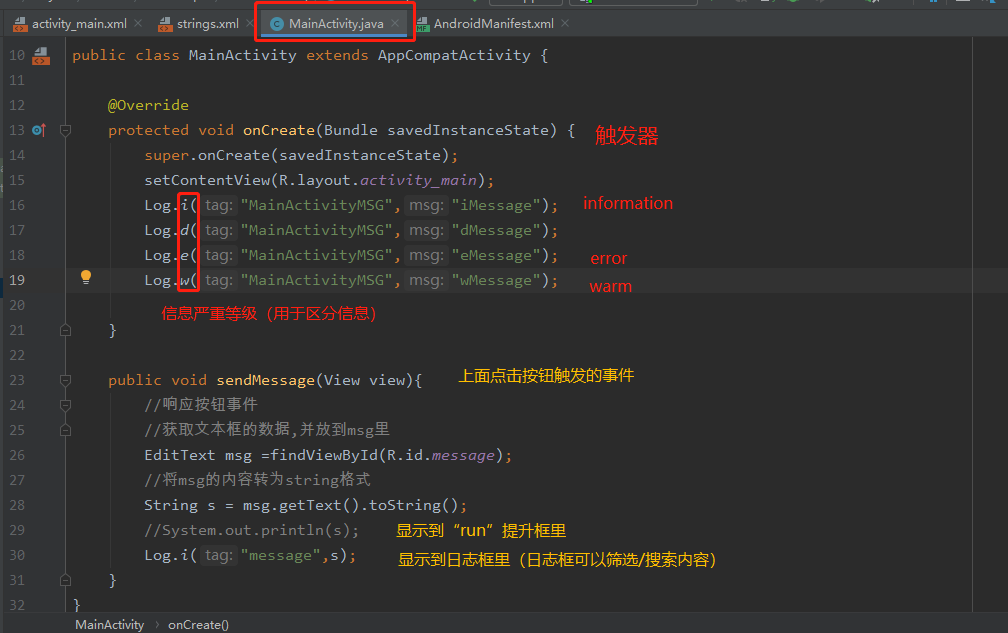 activity_main.xml strings.xml MainActivity.java AndroidManifest.xml
10 public class MainActivity extends AppCompatActivity {
11
12 @Override
13 protected void onCreate(Bundle savedInstanceState) { 触发器
14 super.onCreate(savedInstanceState);
15 setContentView(R.layout.activity_main);
16 Log.i( tag: "MainActivityMSG", msg: "iMessage"); information
17 Log.d( tag: "MainActivityMSG", msg: "dMessage");
18 Log.e( tag: "MainActivityMSG", msg: "eMessage"); error
19 Log.w( tag: "MainActivityMSG", msg: "wMessage"); warm
20 信息严重等级（用于区分信息）
21 }
22
23 public void sendMessage(View view){ 上面点击按钮触发的事件
24 //响应按钮事件
25 //获取文本框的数据,并放到msg里
26 EditText msg =findViewById(R.id.message);
27 //将msg的内容转为string格式
28 String s = msg.getText().toString();
29 //System.out.println(s); 显示到“run”提升框里
30 Log.i( tag: "message",s); 显示到日志框里（日志框可以筛选/搜索内容）
31 }
32 }
MainActivity › onCreate()